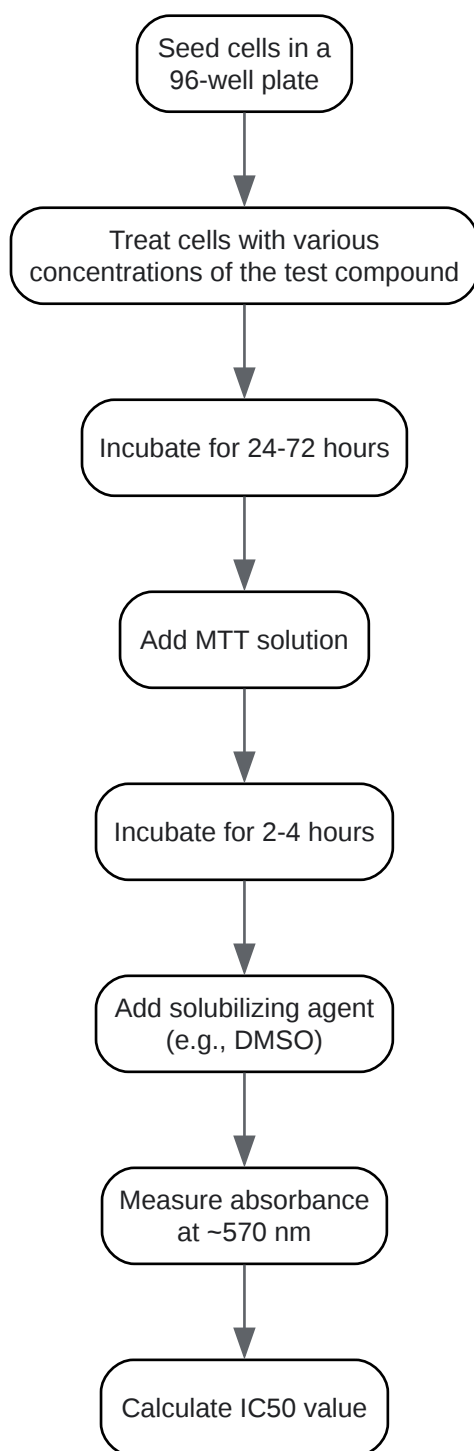 Seed cells in a
96-well plate
Treat cells with various
concentrations of the test compound
Incubate for 24-72 hours
Add MTT solution
Incubate for 2-4 hours
Add solubilizing agent
(e.g., DMSO)
Measure absorbance
at ~570 nm
Calculate IC50 value